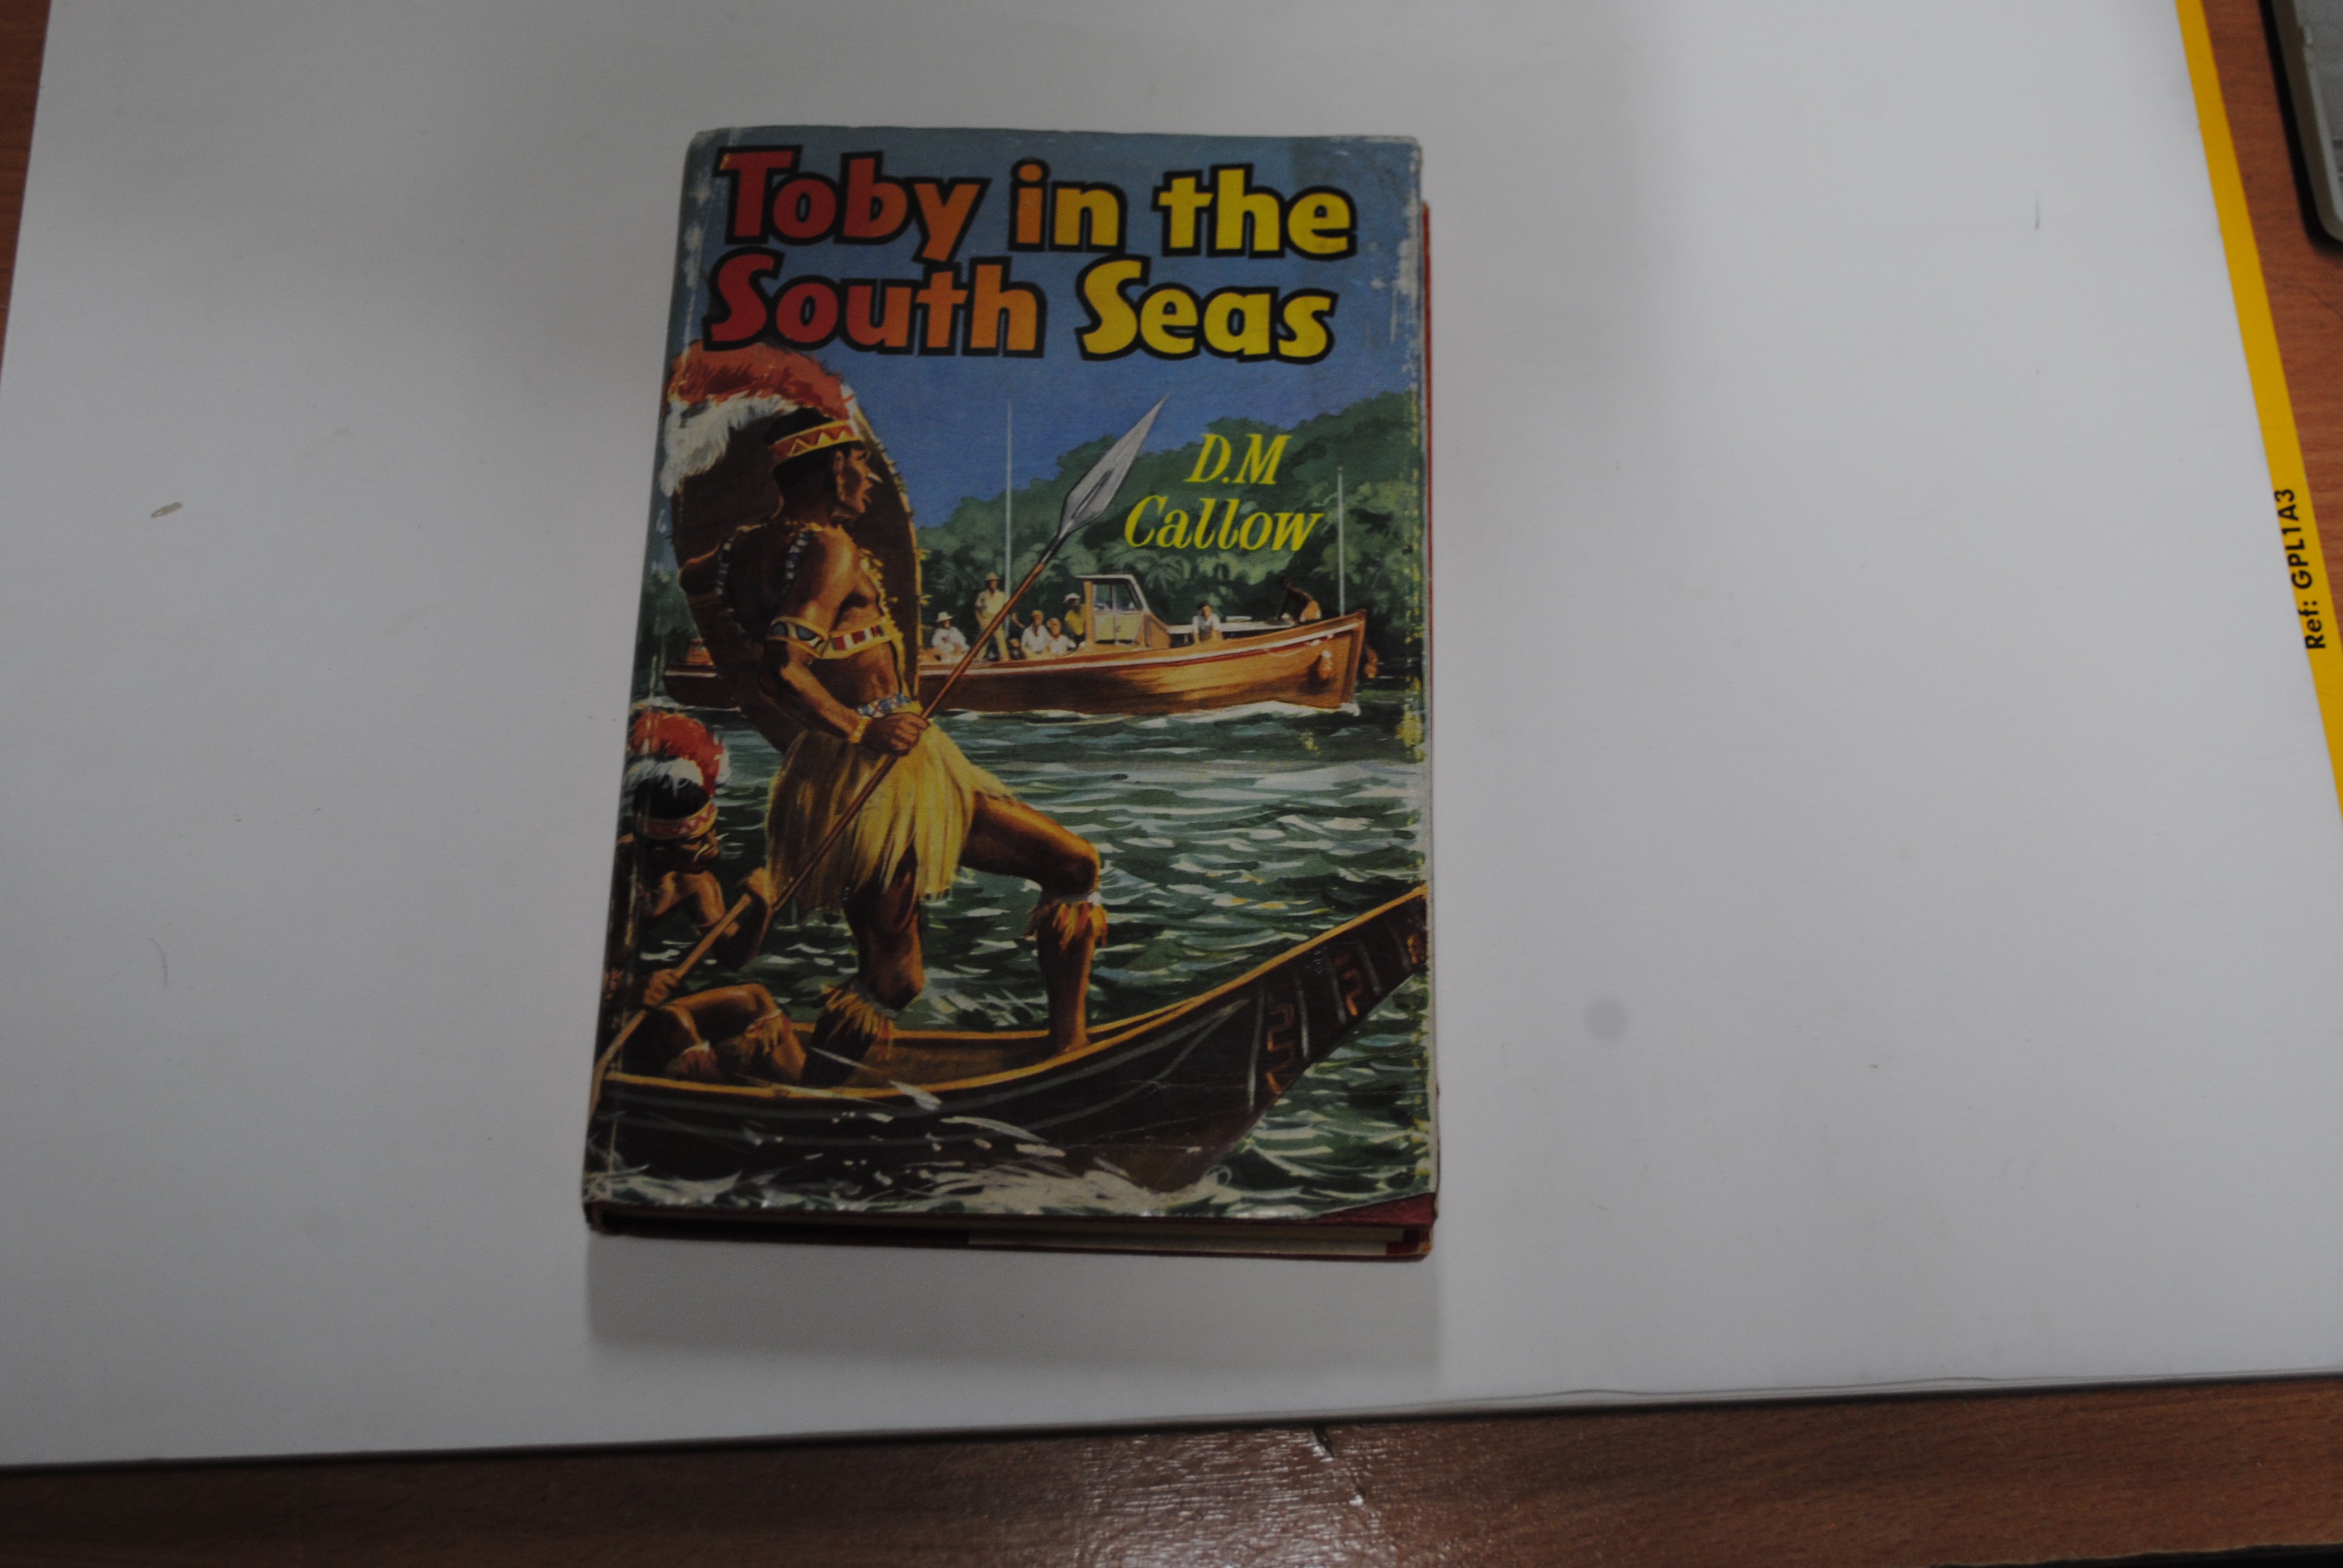 Toby in the
South Seas
D.M
Callow
Ref: GPL1A3